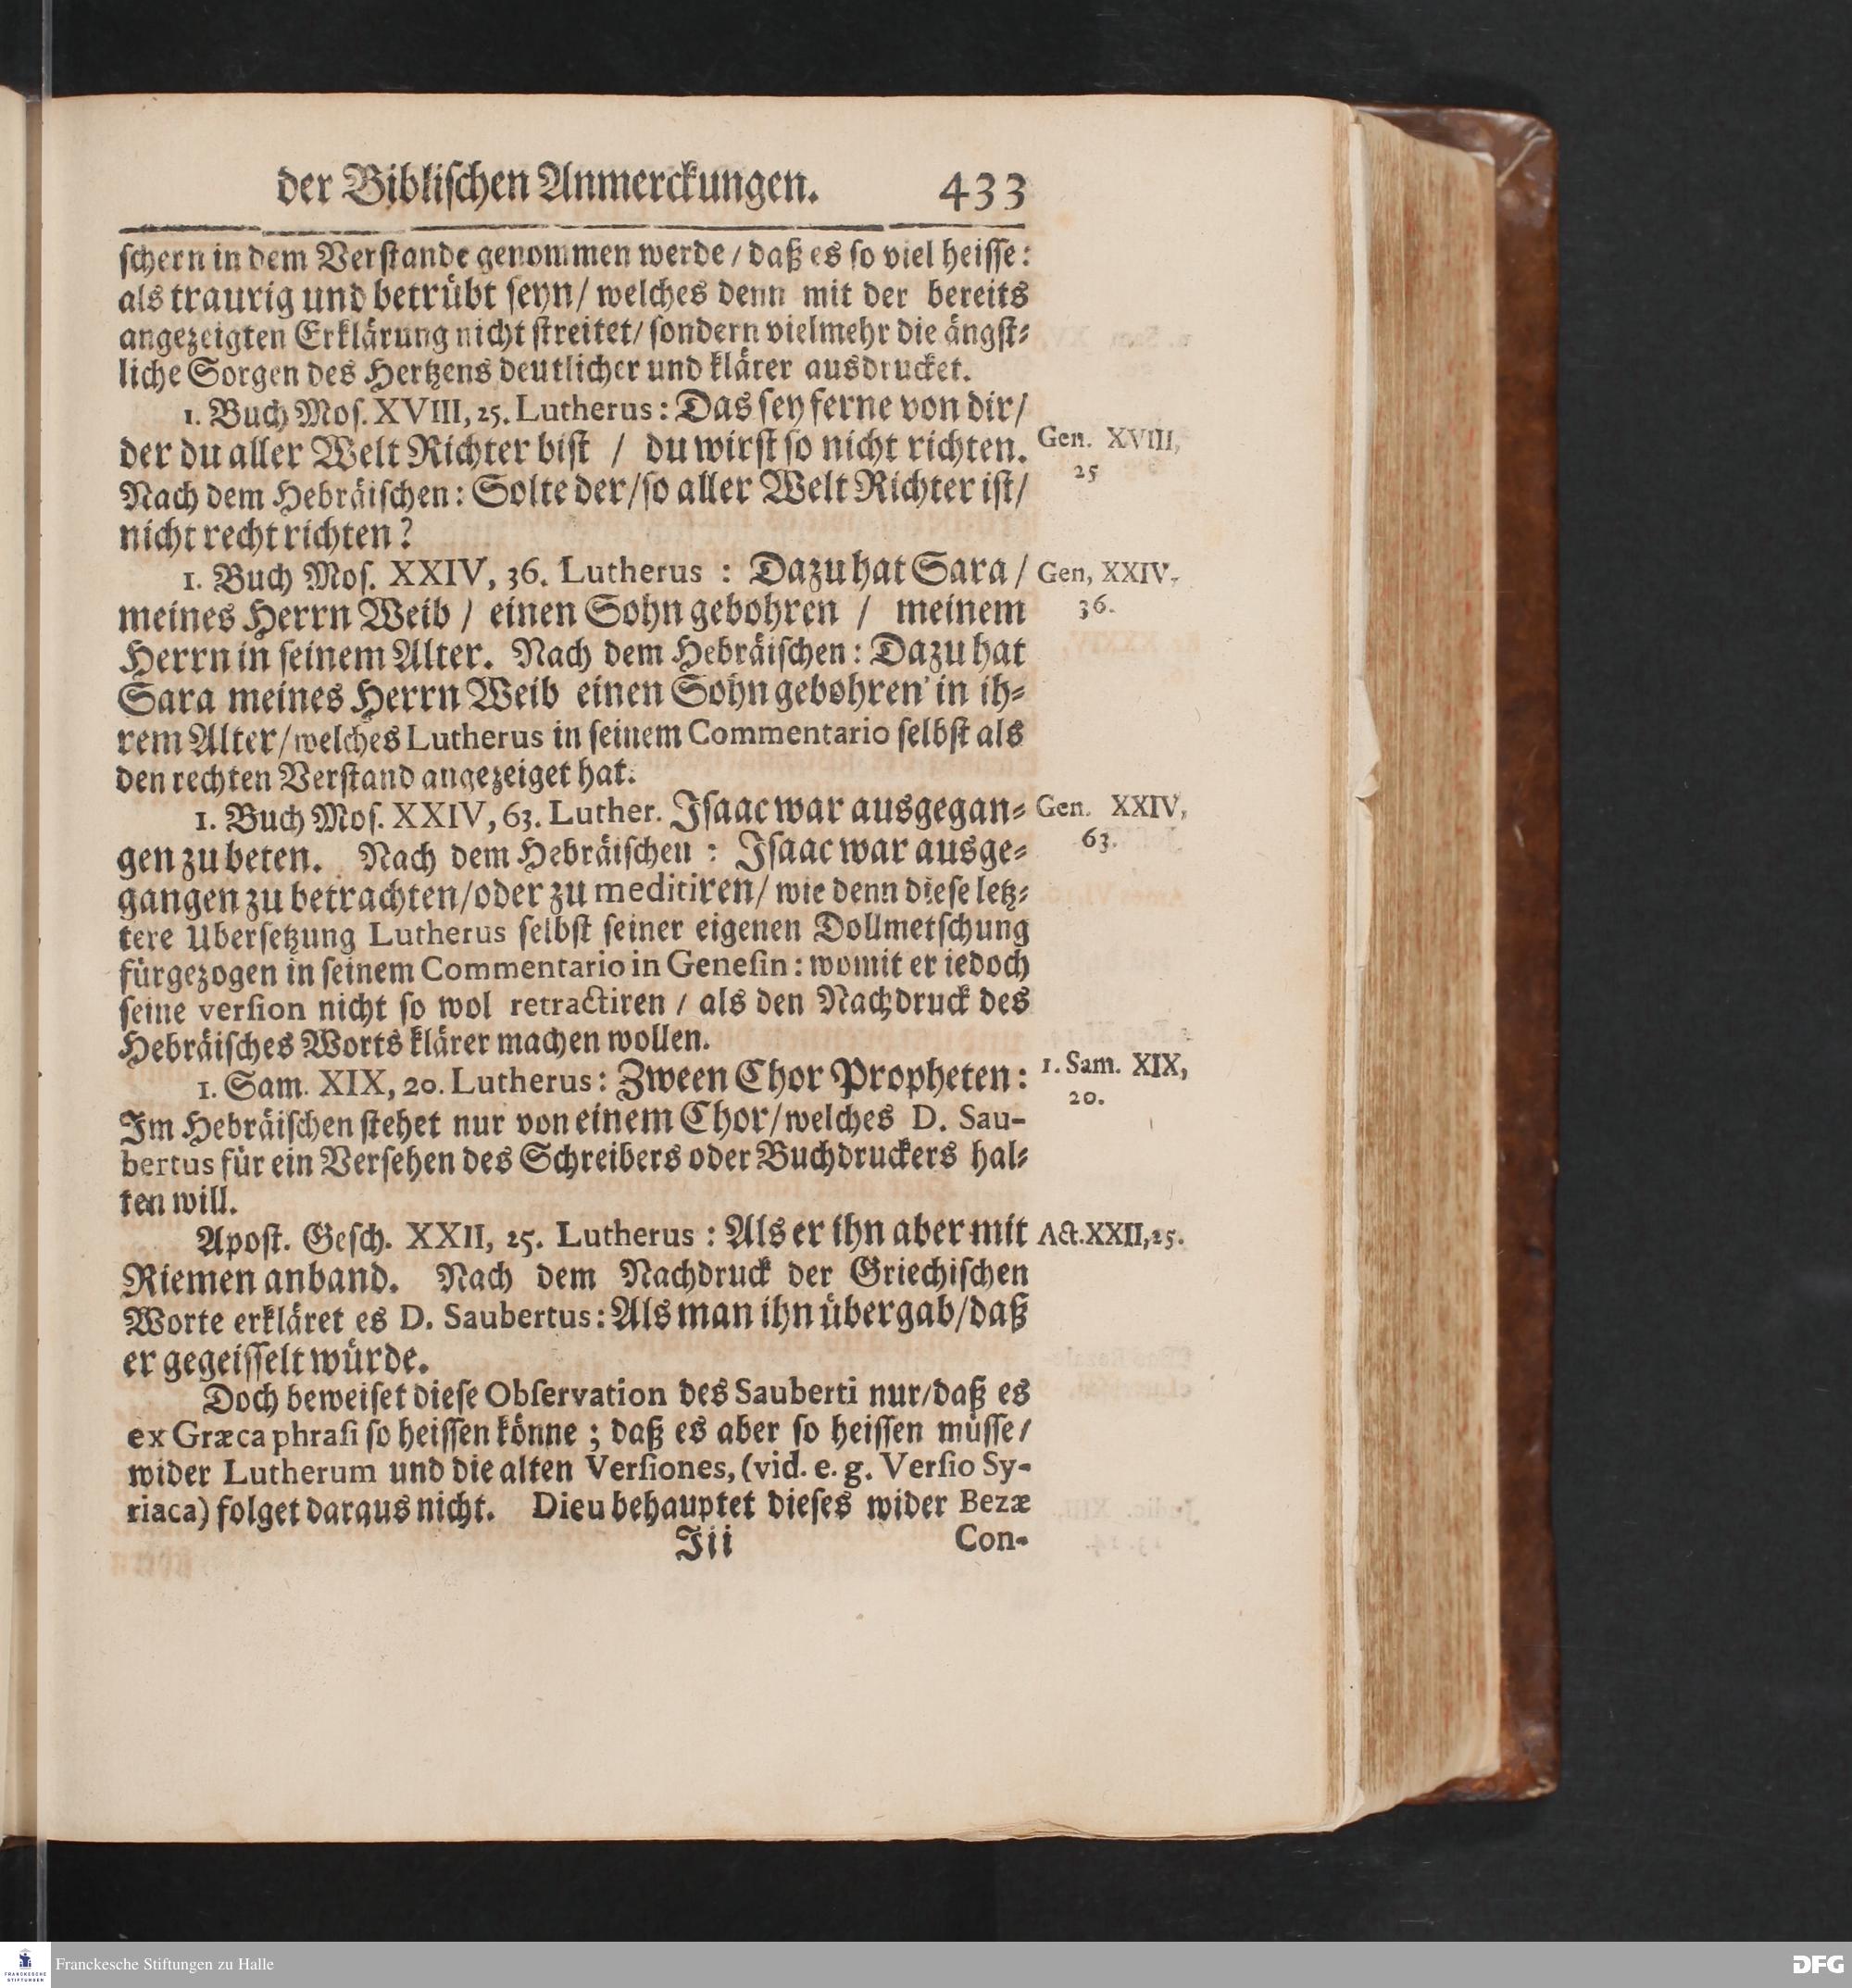 der Bibliſchen Anmerckungen. 433
ſchern in dem Verſtande genommen werde / daß es ſo viel heiſſe:
als traurig und betrübt ſeyn / welches denn mit der bereits
angezeigten Erklärung nicht ſtreitet / ſondern vielmehr die ängſt-
liche Sorgen des Hertzens deutlicher und klärer ausdrucket.
1. Buch Moſ. XVIII, 25. Lutherus: Das ſey ferne von dir /
der du aller Welt Richter biſt / du wirſt ſo nicht richten.
Gen. XVIII,
25
Nach dem Hebräiſchen: Solte der / ſo aller Welt Richter iſt /
nicht recht richten?
1. Buch Moſ. XXIV, 36. Lutherus : Dazu hat Sara /
Gen, XXIV,
36.
meines Herrn Weib / einen Sohn gebohren / meinem
Herrn in ſeinem Alter. Nach dem Hebräiſchen: Dazu hat
Sara meines Herrn Weib einen Sohn gebohren in ih-
rem Alter / welches Lutherus in ſeinem Commentario ſelbſt als
den rechten Verſtand angezeiget hat.
1. Buch Moſ. XXIV, 63. Luther. Iſaac war ausgegan-
Gen. XXIV,
63.
gen zu beten. Nach dem Hebräiſchen : Iſaac war ausge-
gangen zu betrachten / oder zu meditiren / wie denn dieſe letz-
tere Uberſetzung Lutherus ſelbſt ſeiner eigenen Dollmetſchung
fürgezogen in ſeinem Commentario in Geneſin: womit er iedoch
ſeine verſion nicht ſo wol retractiren / als den Nachdruck des
Hebräiſches Worts klärer machen wollen.
1. Sam. XIX, 20. Lutherus: Zween Chor Propheten:
1. Sam. XIX,
20.
Im Hebräiſchen ſtehet nur von einem Chor / welches D. Sau-
bertus für ein Verſehen des Schreibers oder Buchdruckers hal-
ten will.
Apoſt. Geſch. XXII, 25. Lutherus : Als er ihn aber mit
Act. XXII, 25.
Riemen anband. Nach dem Nachdruck der Griechiſchen
Worte erkläret es D. Saubertus: Als man ihn übergab / daß
er gegeiſſelt würde.
Doch beweiſet dieſe Obſervation des Sauberti nur / daß es
ex Græca phraſi ſo heiſſen könne ; daß es aber ſo heiſſen müſſe /
wider Lutherum und die alten Verſiones, (vid. e. g. Verſio Sy-
riaca) folget daraus nicht. Dieu behauptet dieſes wider Bezæ
Iii Con-
Franckesche Stiftungen zu Halle
FRANCKESCHE
STIFTUNGEN
DFG